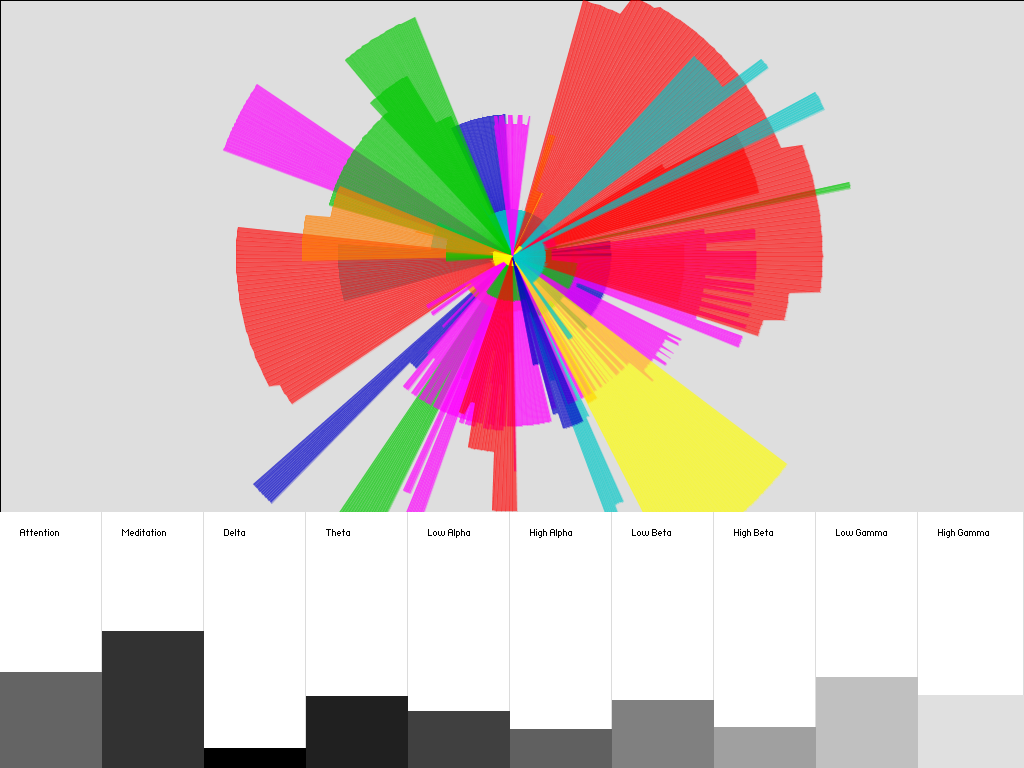 Attention
Meditation
Delta
Theta
Low Alpha
High Alpha
Low Beta
High Beta
Low Gamma
High Gamma